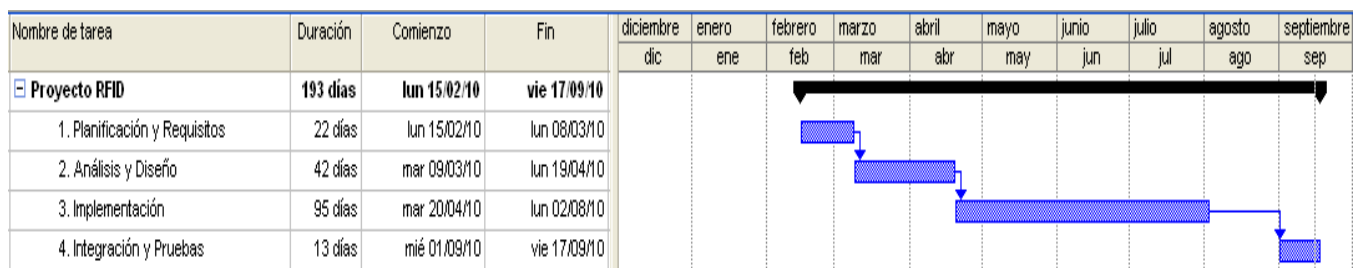 Nombre de tarea Duración Comienzo Fin diciembre enero febrero marzo abril mayo junio julio agosto septiembre
dic ene feb mar abr may jun jul ago sep
Proyecto RFID 193 días lun 15/02/10 vie 17/09/10
1. Planificación y Requisitos 22 días lun 15/02/10 lun 08/03/10
2. Análisis y Diseño 42 días mar 09/03/10 lun 19/04/10
3. Implementación 95 días mar 20/04/10 lun 02/08/10
4. Integración y Pruebas 13 días mié 01/09/10 vie 17/09/10